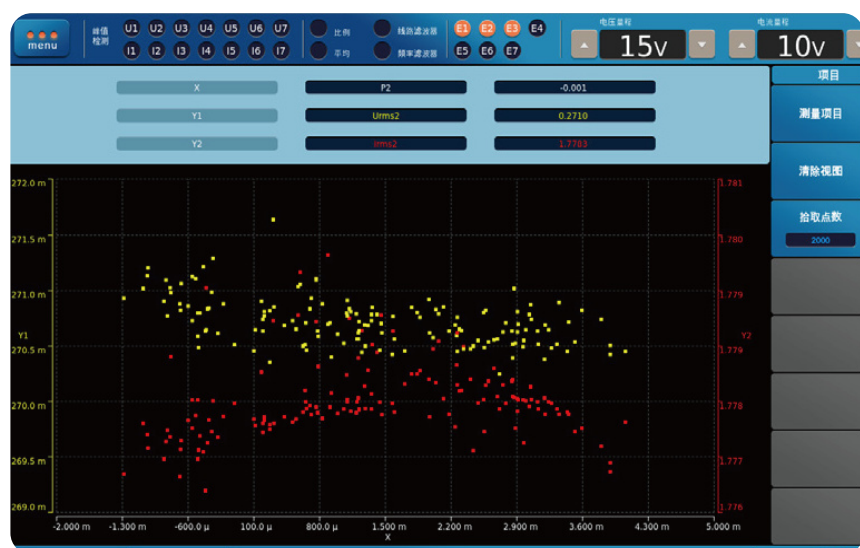 menu
峰值
检测
U1 U2 U3 U4 U5 U6 U7
I1 I2 I3 I4 I5 I6 I7
比例
平均
线路滤波器
频率滤波器
E1 E2 E3 E4
E5 E6 E7
电压量程
15V
电流量程
10V
X P2 -0.001
Y1 Urms2 0.2710
Y2 Irms2 1.7783
项目
测量项目
清除视图
拾取点数
2000
272.0 m 1.781
271.5 m 1.780
271.0 m 1.779
Y1 Y2
270.5 m 1.779
270.0 m 1.778
269.5 m 1.777
269.0 m 1.776
-2.000 m -1.300 m -600.0 µ 100.0 µ 800.0 µ 1.500 m 2.200 m 2.900 m 3.600 m 4.300 m 5.000 m
X